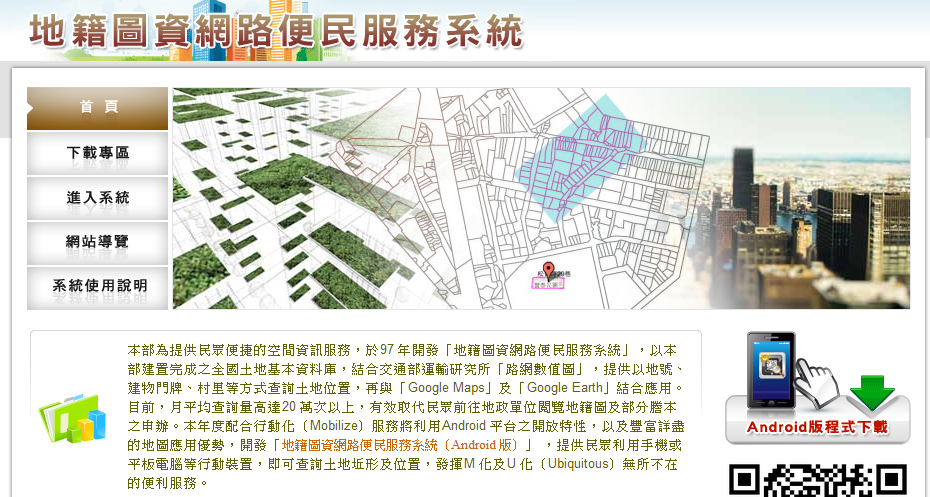 地籍圖資網路便民服務系統
首 頁
下載專區
進入系統
網站導覽
系統使用說明
本部為提供民眾便捷的空間資訊服務，於97 年開發「地籍圖資網路便民服務系統」，以本
部建置完成之全國土地基本資料庫，結合交通部運輸研究所「路網數值圖」，提供以地號、
建物門牌、村里等方式查詢土地位置，再與「Google Maps」及「Google Earth」結合應用。
目前，月平均查詢量高達20 萬次以上，有效取代民眾前往地政單位閱覽地籍圖及部分謄本
之申辦。本年度配合行動化〔Mobilize〕服務將利用Android 平台之開放特性，以及豐富詳盡
的地圖應用優勢，開發「地籍圖資網路便民服務系統〔Android 版〕」，提供民眾利用手機或
平板電腦等行動裝置，即可查詢土地近形及位置，發揮M 化及U 化〔Ubiquitous〕無所不在
的便利服務。
Android版程式下載